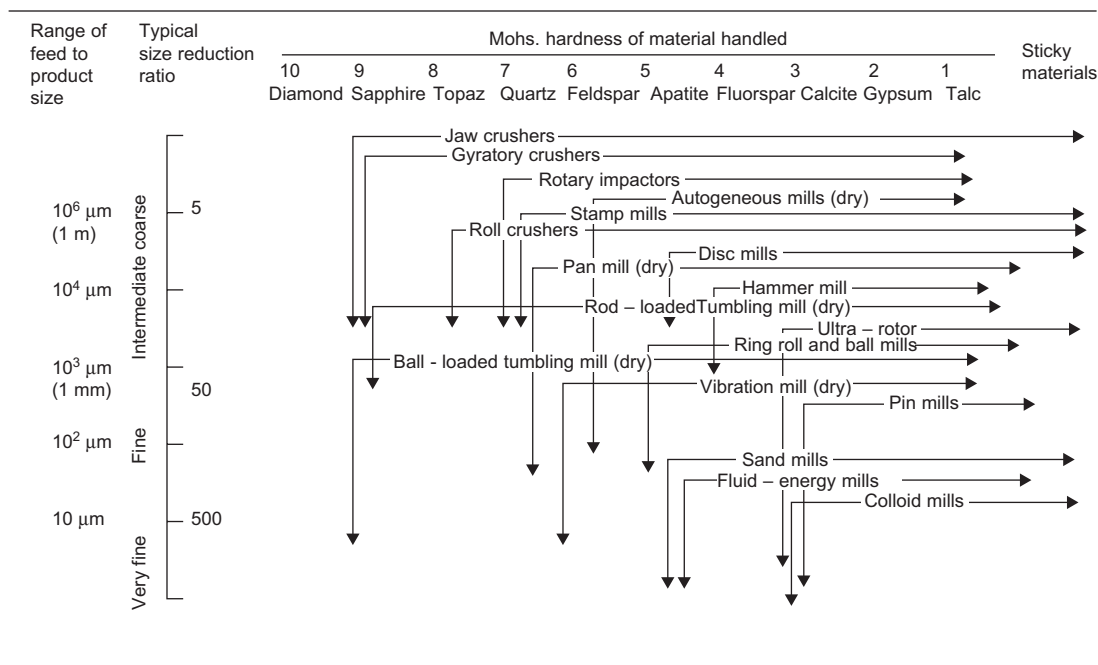 Range of
feed to
product
size
Typical
size reduction
ratio
Mohs. hardness of material handled
10 9 8 7 6 5 4 3 2 1
Diamond Sapphire Topaz Quartz Feldspar Apatite Fluorspar Calcite Gypsum Talc
Sticky
materials
Jaw crushers
Gyratory crushers
Rotary impactors
Autogeneous mills (dry)
Stamp mills
Roll crushers
Disc mills
Pan mill (dry)
Hammer mill
Rod – loadedTumbling mill (dry)
Ultra – rotor
Ring roll and ball mills
Ball - loaded tumbling mill (dry)
Vibration mill (dry)
Pin mills
Sand mills
Fluid – energy mills
Colloid mills
10⁶ μm
(1 m)
10⁴ μm
10³ μm
(1 mm)
10² μm
10 μm
Intermediate coarse
Fine
Very fine
5
50
500